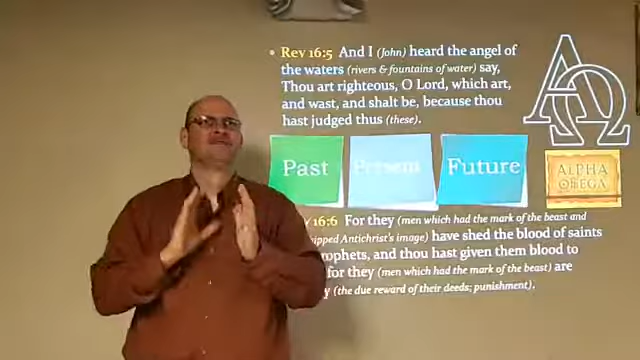 • Rev 16:5 And I (John) heard the angel of
the waters (rivers & fountains of water) say,
Thou art righteous, O Lord, which art,
and wast, and shalt be, because thou
hast judged thus (these).
ΑΩ
Past Present Future
ALPHA
OMEGA
16:6 For they (men which had the mark of the beast and
Antichrist's image) have shed the blood of saints
and thou hast given them blood to
for they (men which had the mark of the beast) are
(the due reward of their deeds; punishment).